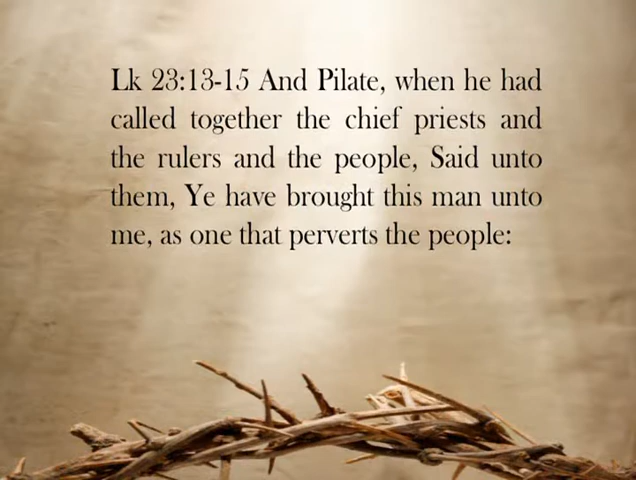 Lk 23:13-15 And Pilate, when he had
called together the chief priests and
the rulers and the people, Said unto
them, Ye have brought this man unto
me, as one that perverts the people: